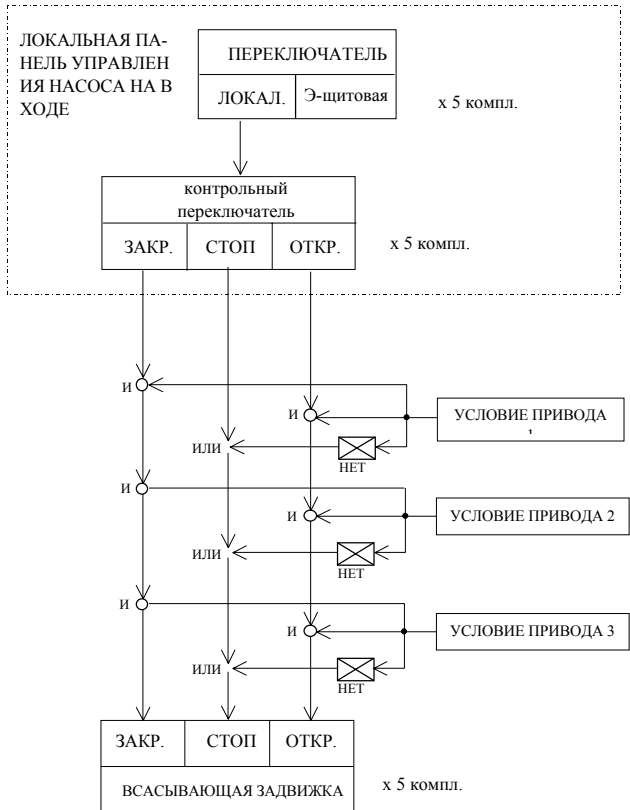 ЛОКАЛЬНАЯ ПА-
НЕЛЬ УПРАВЛЕН
ИЯ НАСОСА НА В
ХОДЕ
ПЕРЕКЛЮЧАТЕЛЬ
ЛОКАЛ.
Э-щитовая
х 5 компл.
контрольный
переключатель
ЗАКР.
СТОП
ОТКР.
х 5 компл.
И
И
УСЛОВИЕ ПРИВОДА
ИЛИ
НЕТ
И
И
УСЛОВИЕ ПРИВОДА 2
ИЛИ
НЕТ
И
И
УСЛОВИЕ ПРИВОДА 3
ИЛИ
НЕТ
ЗАКР.
СТОП
ОТКР.
ВСАСЫВАЮЩАЯ ЗАДВИЖКА
х 5 компл.